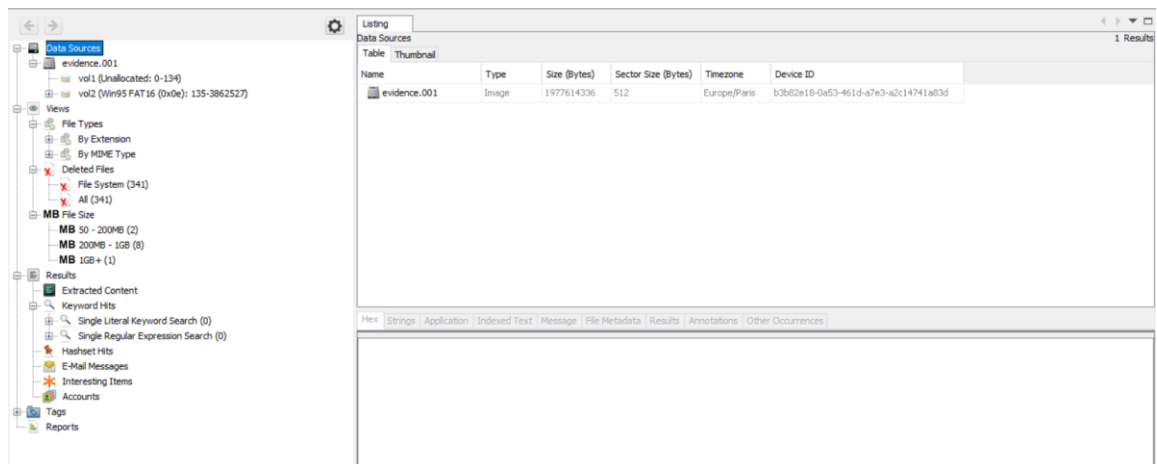 Data Sources
evidence.001
vol1 (Unallocated: 0-134)
vol2 (Win95 FAT16 (0x0e): 135-3862527)
Views
File Types
By Extension
By MIME Type
Deleted Files
File System (341)
All (341)
MB File Size
MB 50 - 200MB (2)
MB 200MB - 1GB (8)
MB 1GB+ (1)
Results
Extracted Content
Keyword Hits
Single Literal Keyword Search (0)
Single Regular Expression Search (0)
Hashset Hits
E-Mail Messages
Interesting Items
Accounts
Tags
Reports
Listing
Data Sources 1 Results
Table Thumbnail
Name Type Size (Bytes) Sector Size (Bytes) Timezone Device ID
evidence.001 Image 1977614336 512 Europe/Paris b3b82e18-0a53-461d-a7e3-a2c14741a83d
Hex Strings Application Indexed Text Message File Metadata Results Annotations Other Occurrences